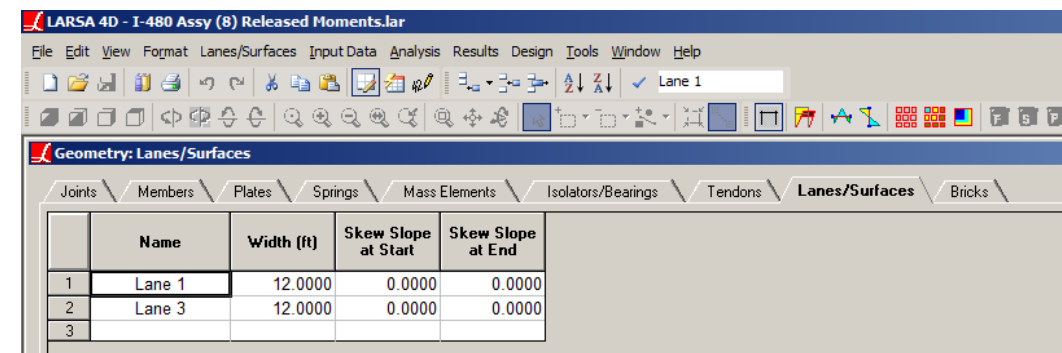 LARSA 4D - I-480 Assy (8) Released Moments.lar
File Edit View Format Lanes/Surfaces Input Data Analysis Results Design Tools Window Help
Lane 1
Geometry: Lanes/Surfaces
Joints Members Plates Springs Mass Elements Isolators/Bearings Tendons Lanes/Surfaces Bricks
Name Width (ft) Skew Slope at Start Skew Slope at End
1 Lane 1 12.0000 0.0000 0.0000
2 Lane 3 12.0000 0.0000 0.0000
3